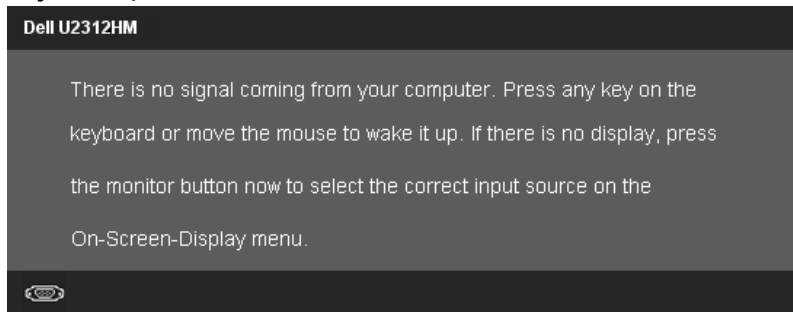 Dell U2312HM
There is no signal coming from your computer. Press any key on the
keyboard or move the mouse to wake it up. If there is no display, press
the monitor button now to select the correct input source on the
On-Screen-Display menu.